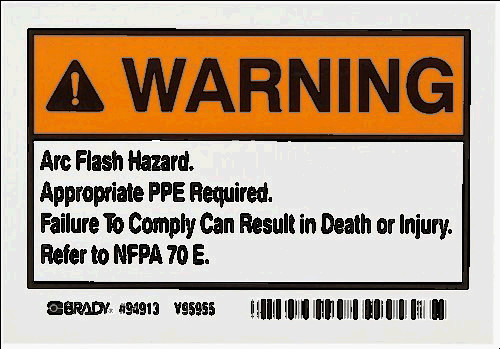 WARNING
Arc Flash Hazard.
Appropriate PPE Required.
Failure To Comply Can Result in Death or Injury.
Refer to NFPA 70 E.
BRADY. #94913 Y95955